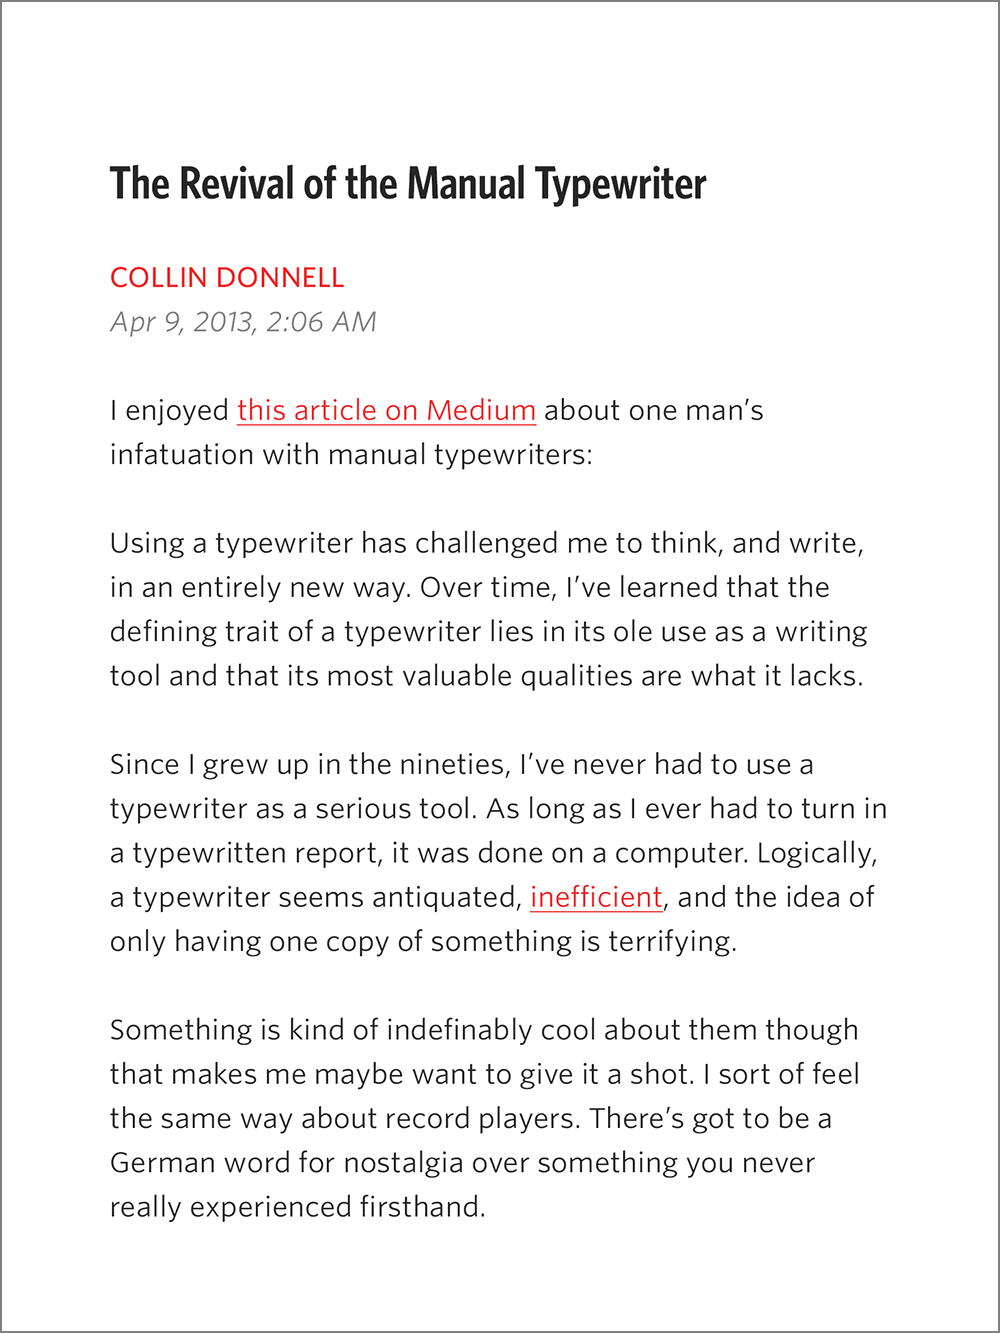 The Revival of the Manual Typewriter
COLLIN DONNELL
Apr 9, 2013, 2:06 AM
I enjoyed this article on Medium about one man’s
infatuation with manual typewriters:
Using a typewriter has challenged me to think, and write,
in an entirely new way. Over time, I’ve learned that the
defining trait of a typewriter lies in its ole use as a writing
tool and that its most valuable qualities are what it lacks.
Since I grew up in the nineties, I’ve never had to use a
typewriter as a serious tool. As long as I ever had to turn in
a typewritten report, it was done on a computer. Logically,
a typewriter seems antiquated, inefficient, and the idea of
only having one copy of something is terrifying.
Something is kind of indefinably cool about them though
that makes me maybe want to give it a shot. I sort of feel
the same way about record players. There’s got to be a
German word for nostalgia over something you never
really experienced firsthand.